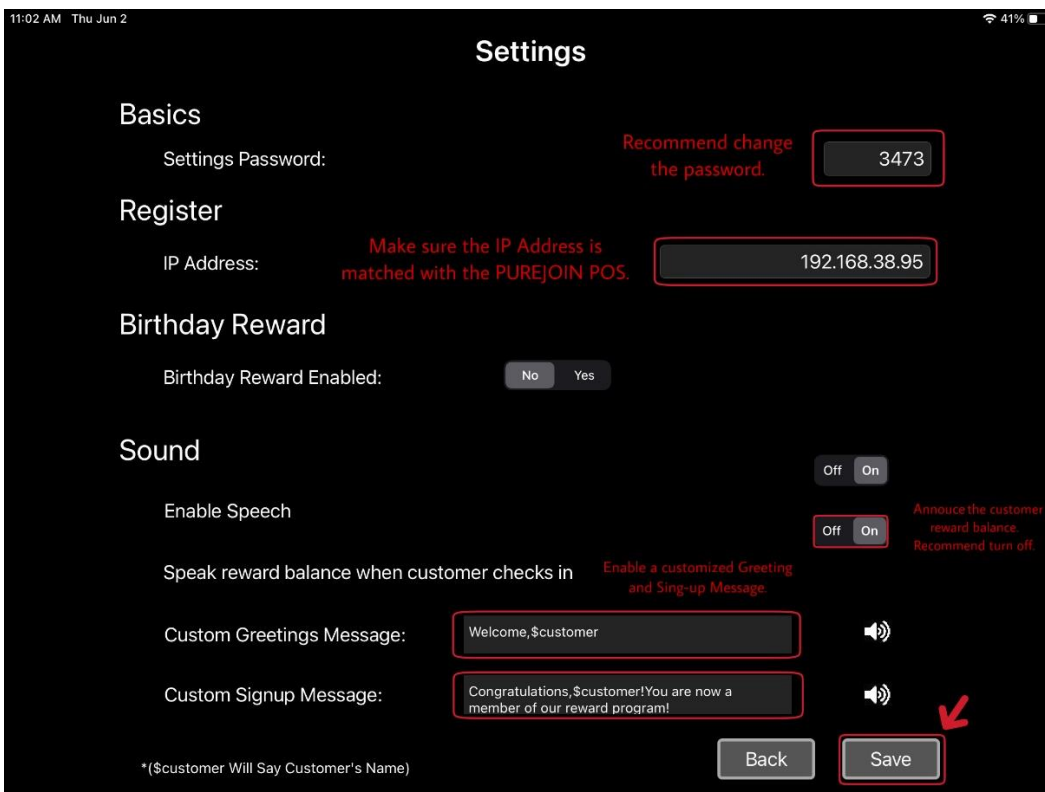 11:02 AM Thu Jun 2
41%
Settings
Basics
Settings Password:
Recommend change
the password.
3473
Register
IP Address:
Make sure the IP Address is
matched with the PUREJOIN POS.
192.168.38.95
Birthday Reward
Birthday Reward Enabled:
No Yes
Sound
Off On
Enable Speech
Off On
Annouce the customer
reward balance.
Recommend turn off.
Speak reward balance when customer checks in
Enable a customized Greeting
and Sing-up Message.
Custom Greetings Message:
Welcome,$customer
Custom Signup Message:
Congratulations,$customer!You are now a
member of our reward program!
*($customer Will Say Customer's Name)
Back
Save